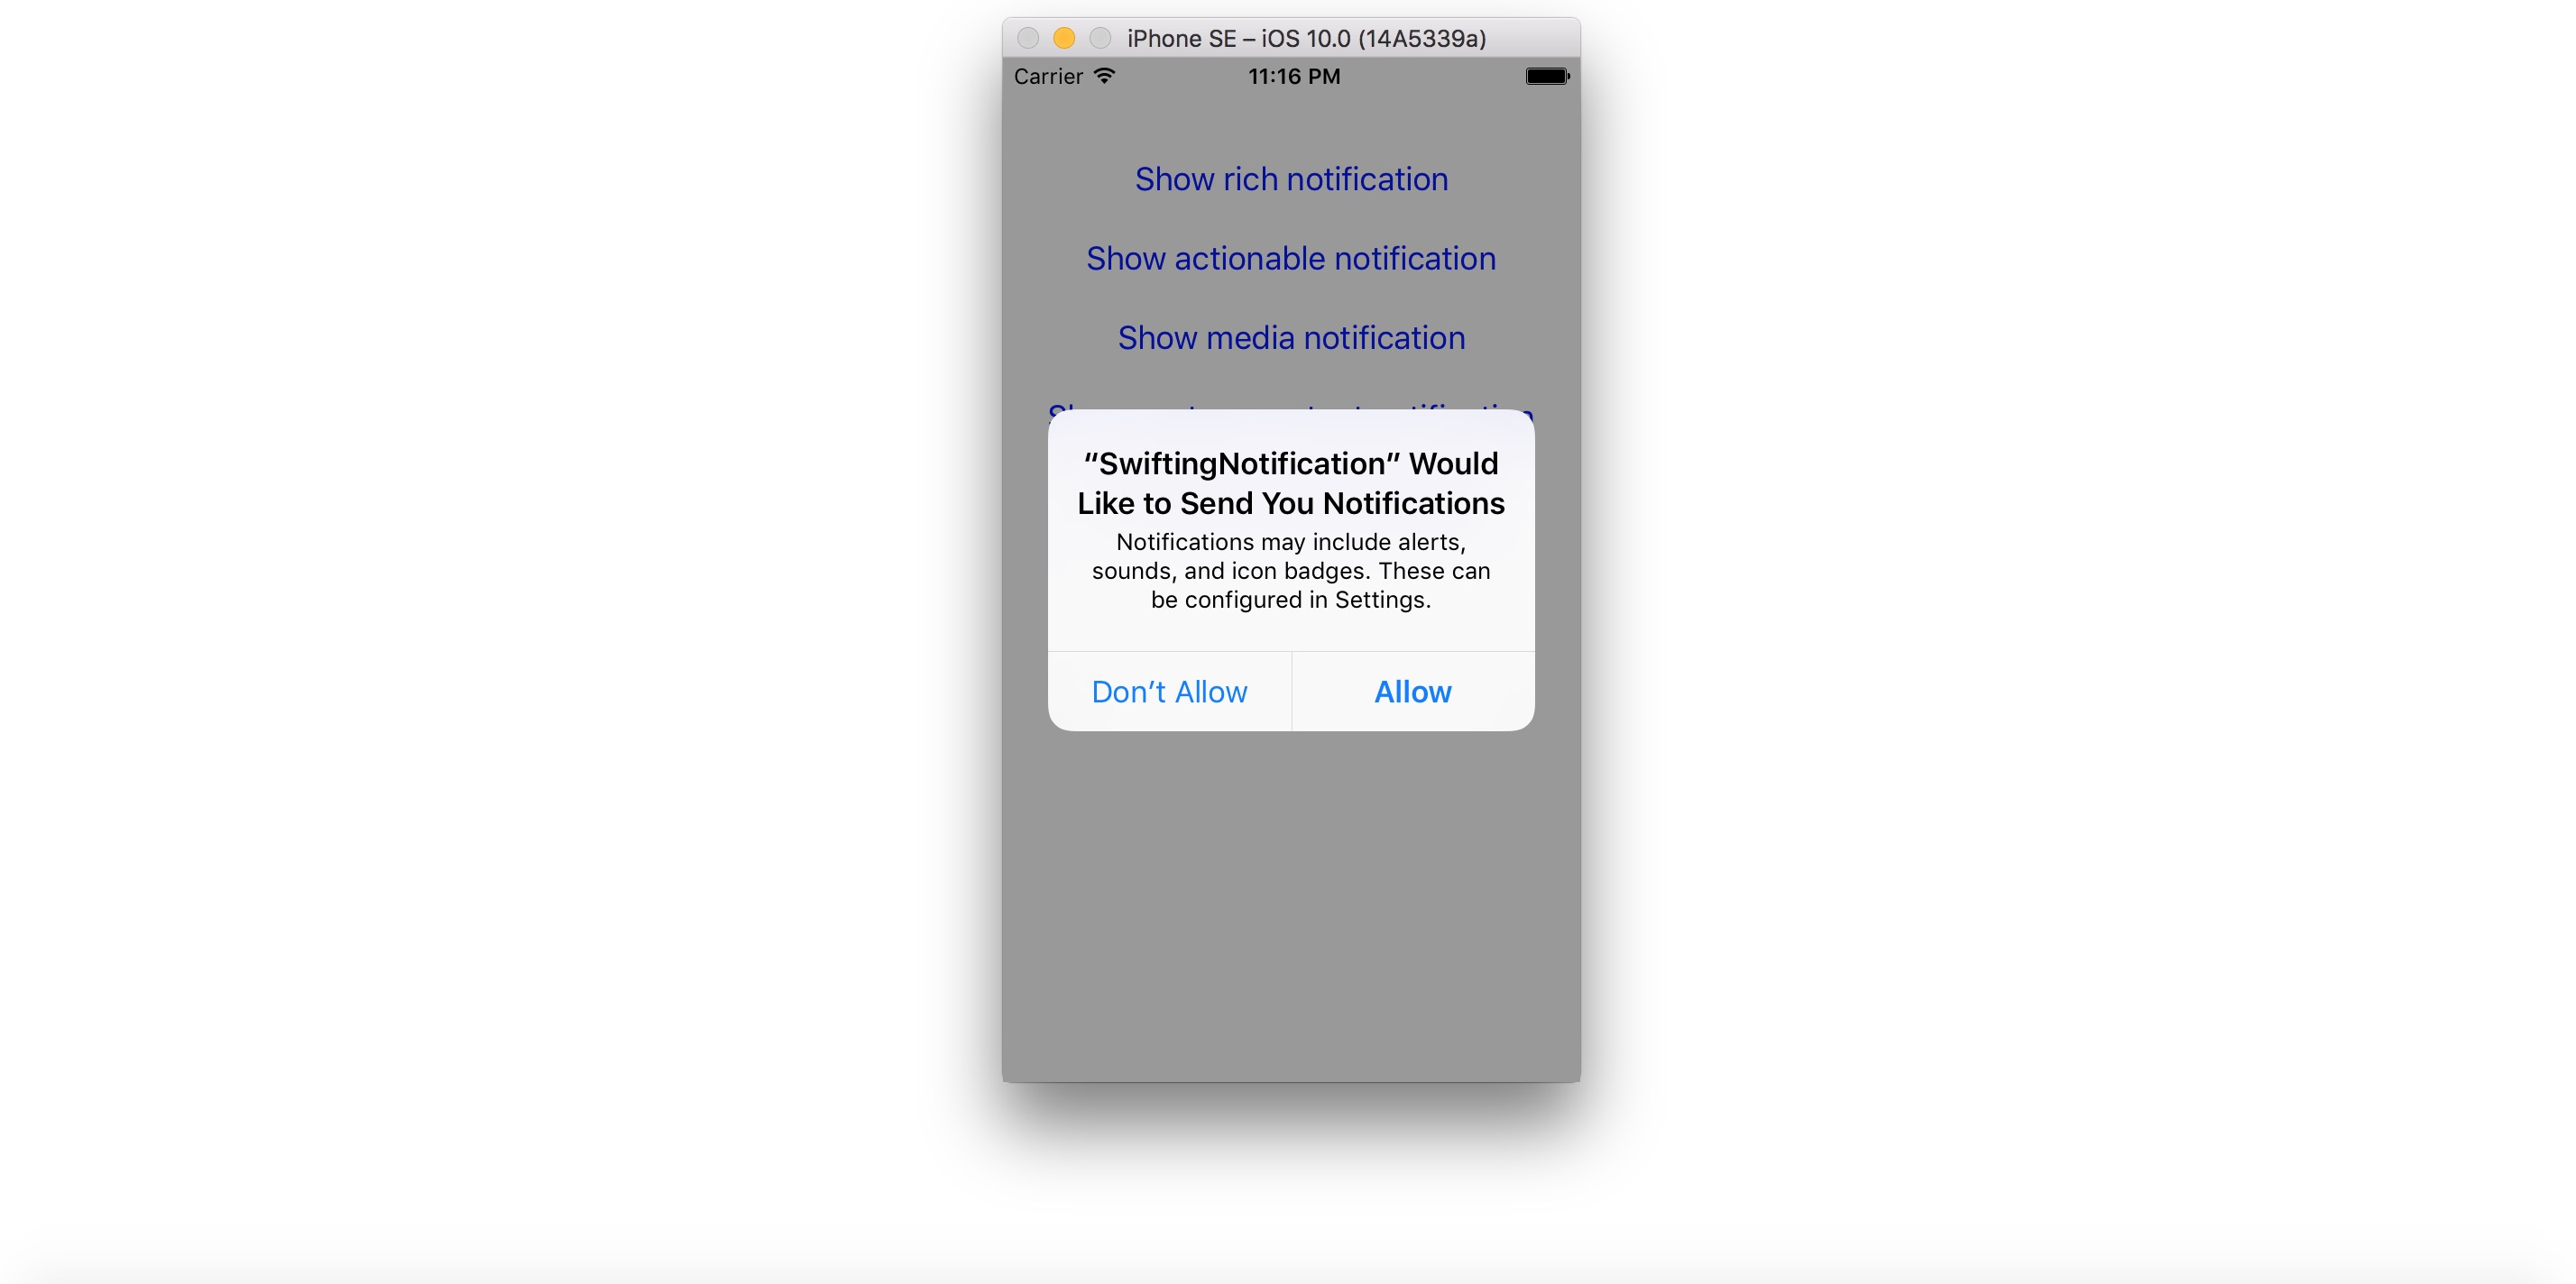 iPhone SE – iOS 10.0 (14A5339a)
Carrier 11:16 PM
Show rich notification
Show actionable notification
Show media notification
“SwiftingNotification” Would
Like to Send You Notifications
Notifications may include alerts,
sounds, and icon badges. These can
be configured in Settings.
Don’t Allow Allow